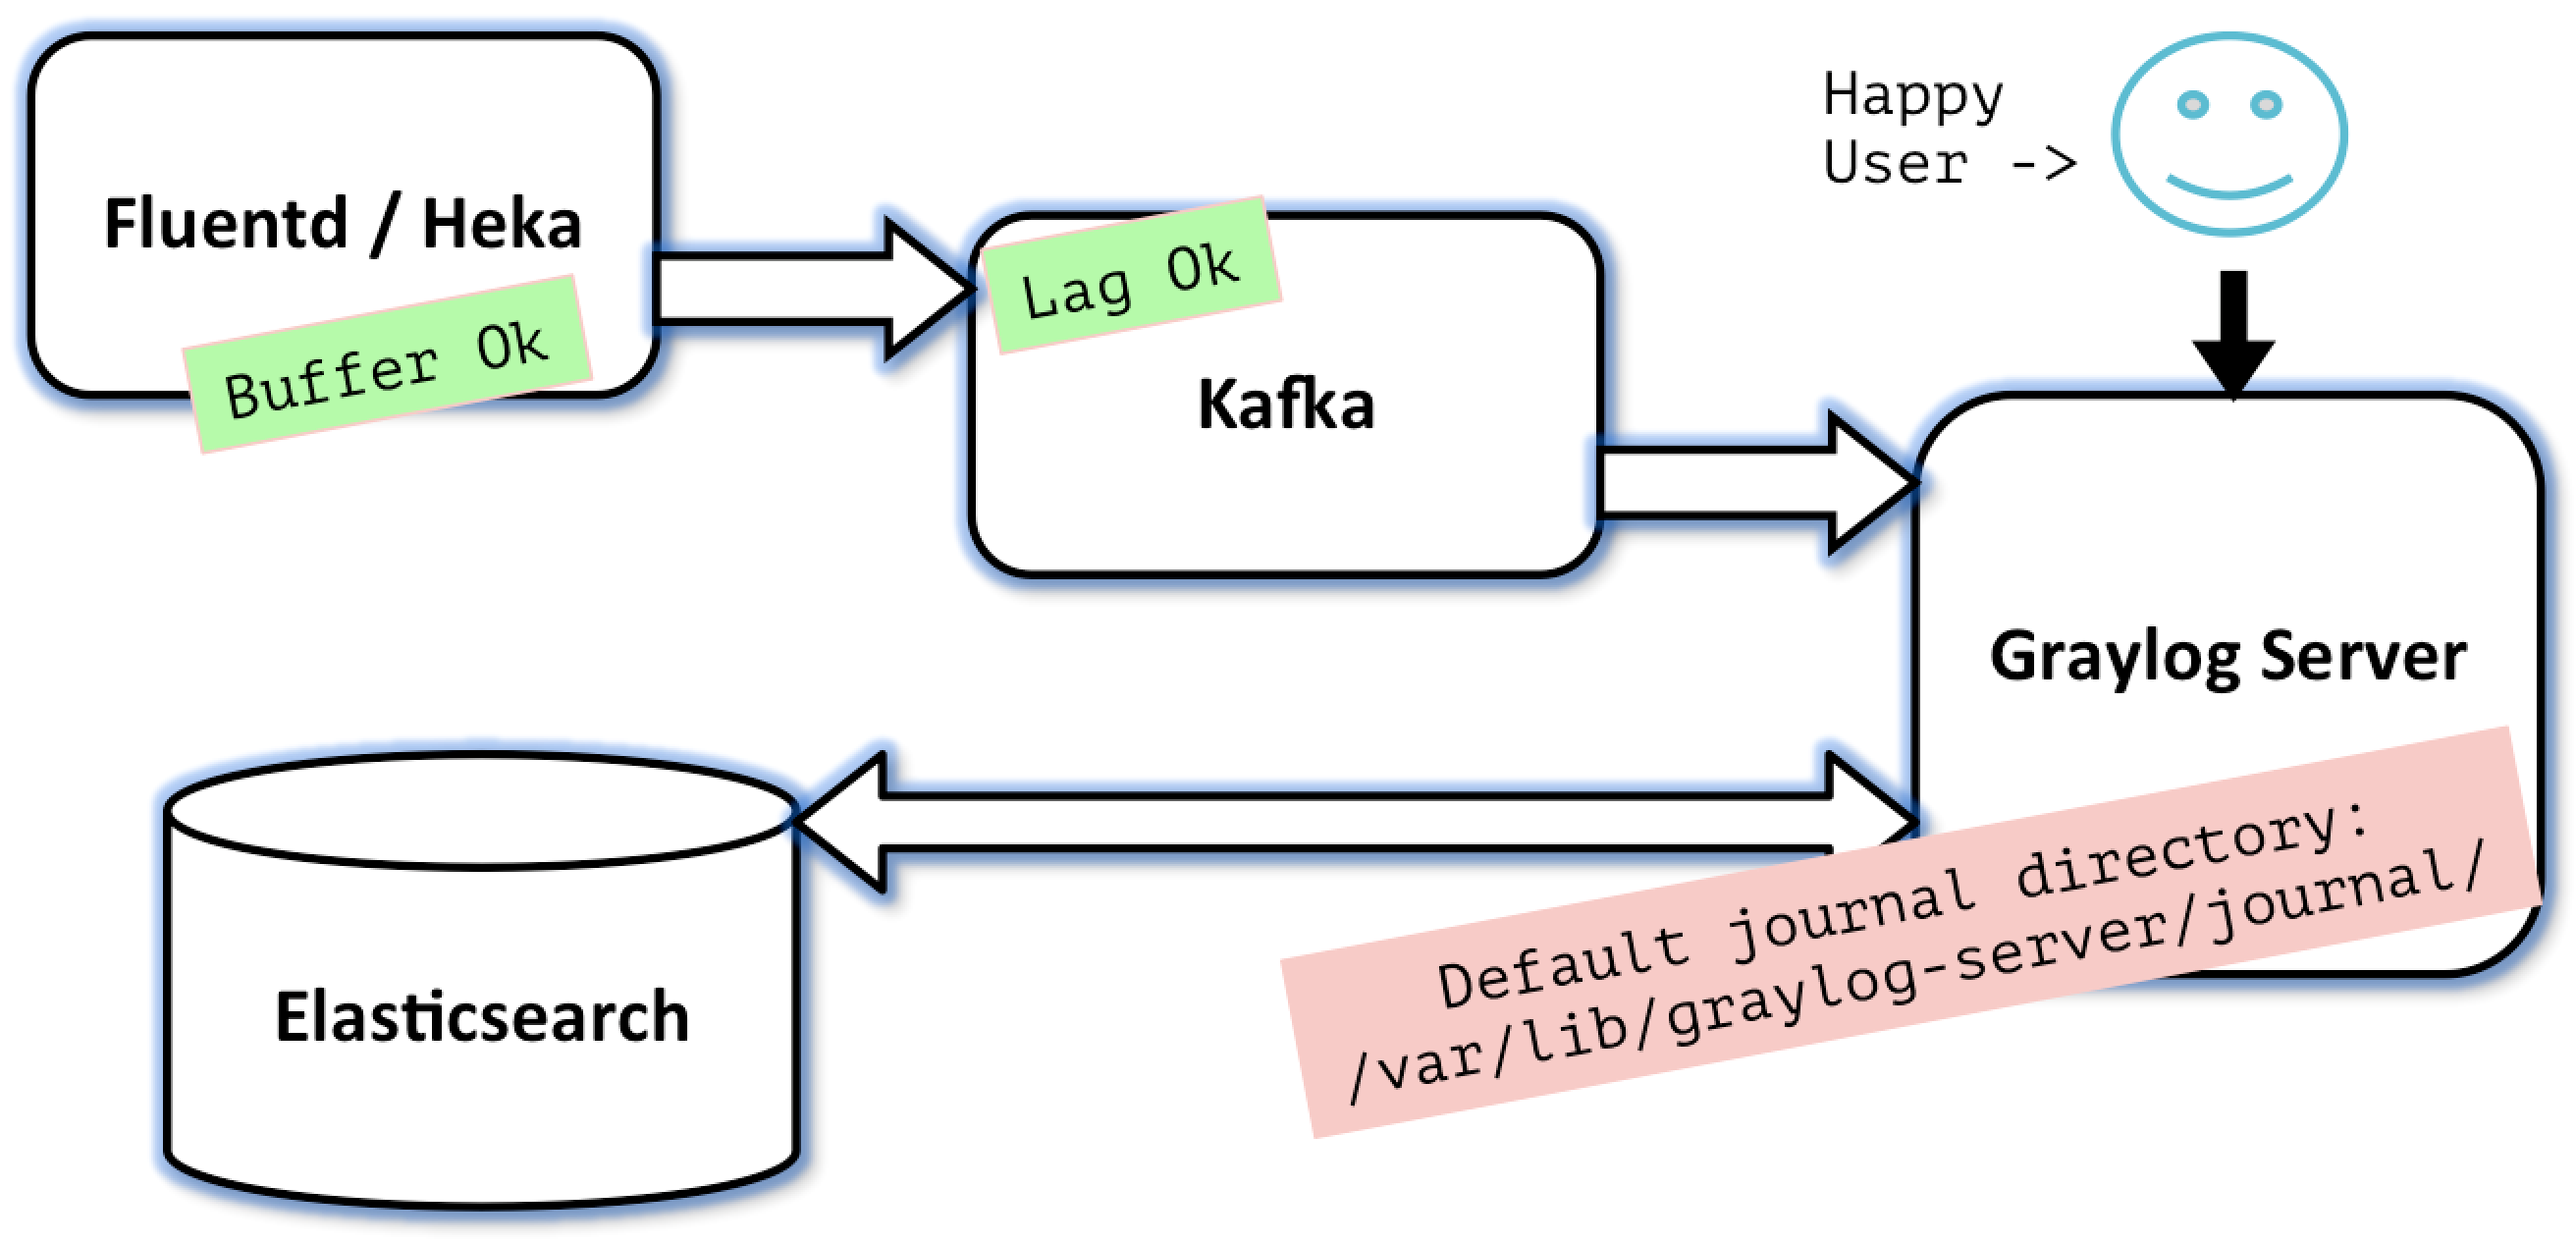 Fluentd / Heka
Buffer Ok
Lag Ok
Kafka
Happy
User ->
Graylog Server
Default journal directory:
/var/lib/graylog-server/journal/
Elasticsearch